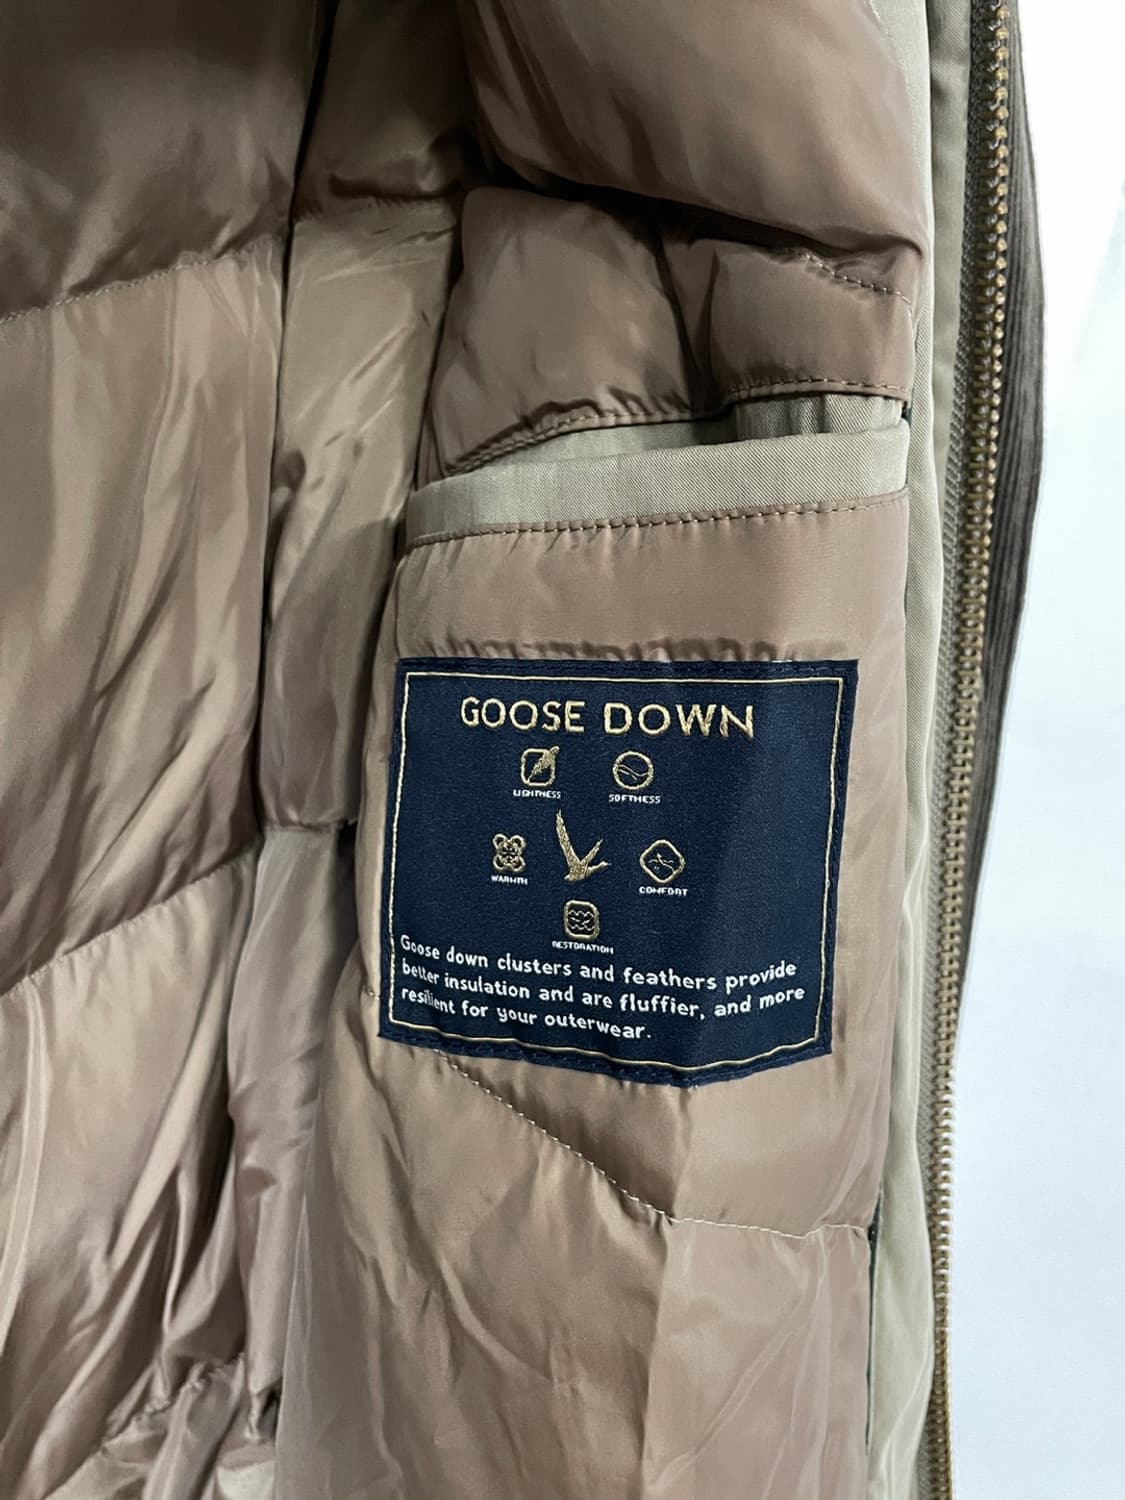 GOOSE DOWN
LIGHTNESS SOFTNESS
WARMTH COMFORT
RESTORATION
Goose down clusters and feathers provide
better insulation and are fluffier, and more
resilient for your outerwear.